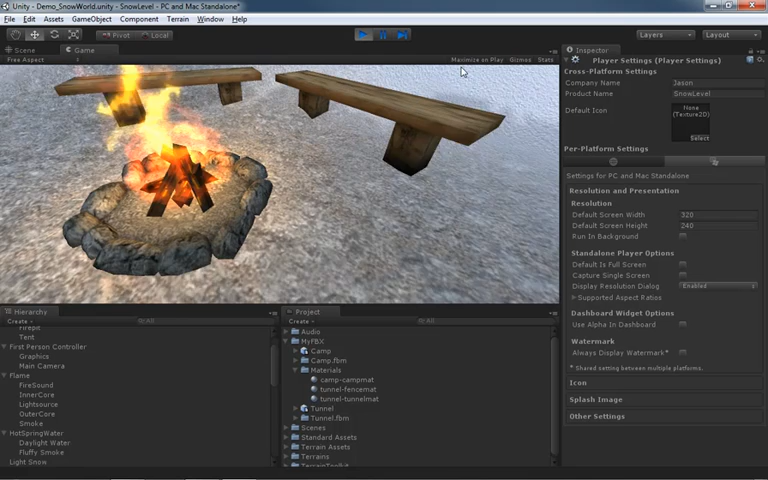 Unity - Demo_SnowWorld.unity - SnowLevel - PC and Mac Standalone*
File Edit Assets GameObject Component Terrain Window Help
Pivot Local Layers Layout
Scene Game
Free Aspect Maximize on Play Gizmos Stats
Inspector
Player Settings (Player Settings)
Cross-Platform Settings
Company Name Jason
Product Name SnowLevel
Default Icon
None
(Texture2D)
Select
Per-Platform Settings
Settings for PC and Mac Standalone
Resolution and Presentation
Resolution
Default Screen Width 320
Default Screen Height 240
Run In Background
Standalone Player Options
Default Is Full Screen
Capture Single Screen
Display Resolution Dialog Enabled
Supported Aspect Ratios
Dashboard Widget Options
Use Alpha In Dashboard
Watermark
Always Display Watermark*
* Shared setting between multiple platforms.
Icon
Splash Image
Other Settings
Hierarchy
Create All
Firepit
Tent
First Person Controller
Graphics
Main Camera
Flame
FireSound
InnerCore
Lightsource
OuterCore
Smoke
HotSpringWater
Daylight Water
Fluffy Smoke
Light Snow
Project
Create All
Audio
MyFBX
Camp
Camp.fbm
Materials
camp-campmat
tunnel-fencemat
tunnel-tunnelmat
Tunnel
Tunnel.fbm
Scenes
Standard Assets
Terrain Assets
Terrains
TerrainToolkit